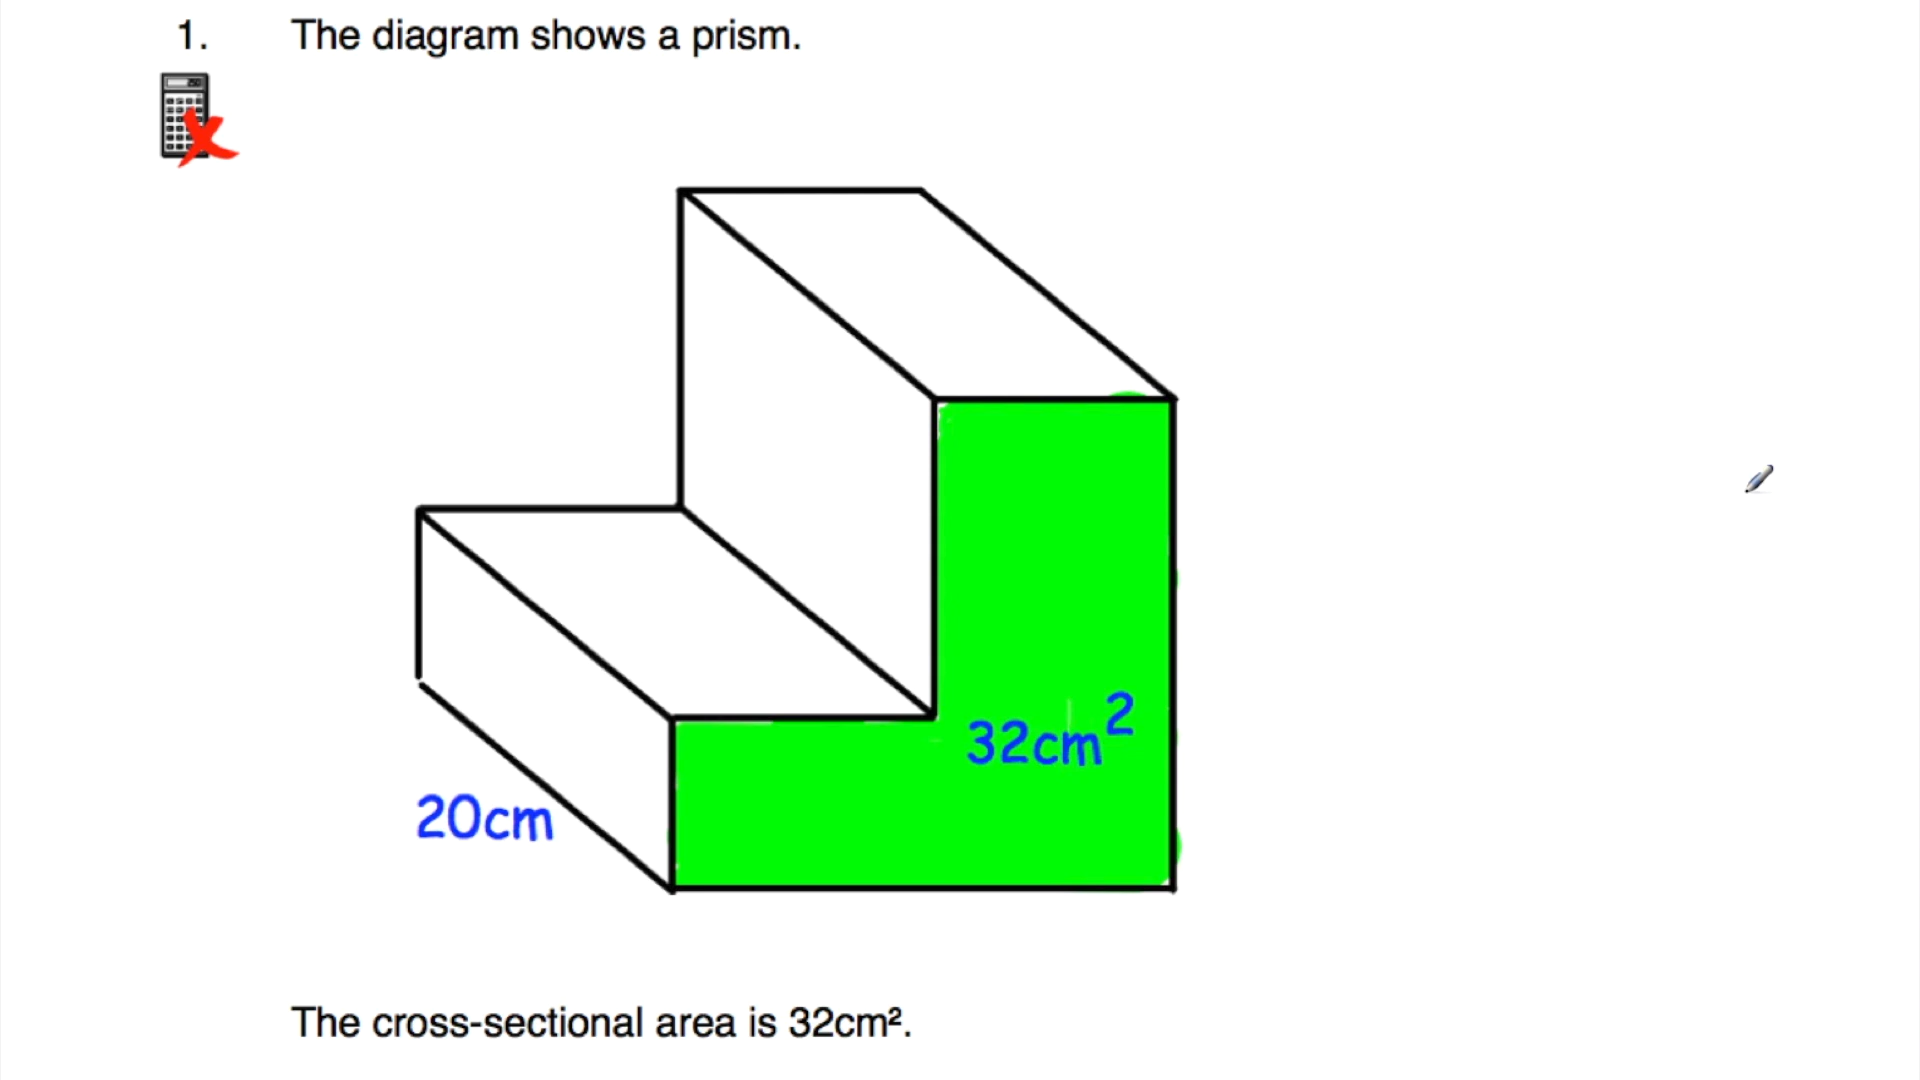 1. The diagram shows a prism.
32cm²
20cm
The cross-sectional area is 32cm².